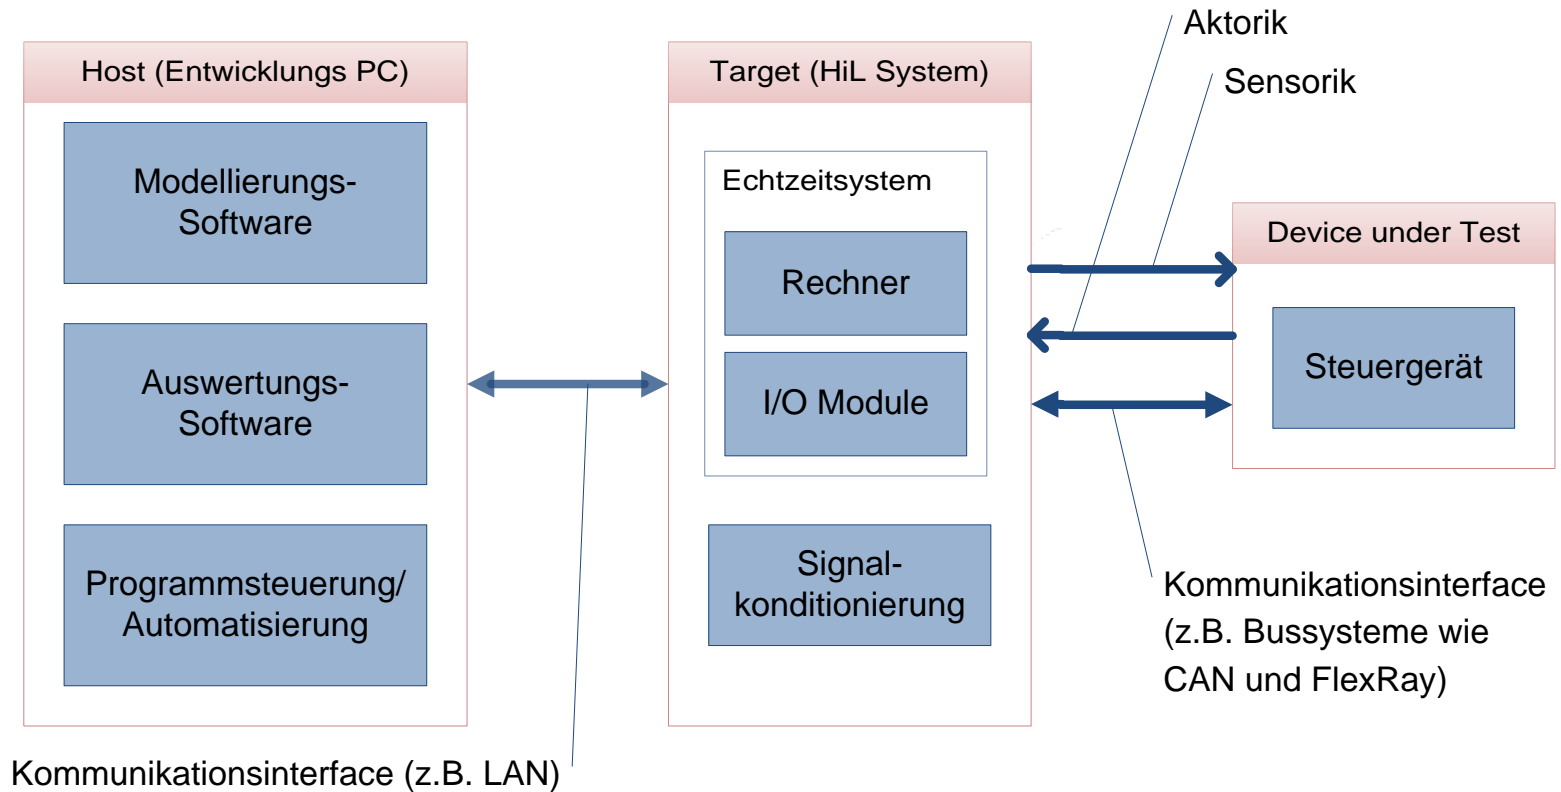 Aktorik
Sensorik
Host (Entwicklungs PC)
Modellierungs-
Software
Auswertungs-
Software
Programmsteuerung/
Automatisierung
Target (HiL System)
Echtzeitsystem
Rechner
I/O Module
Signal-
konditionierung
Device under Test
Steuergerät
Kommunikationsinterface
(z.B. Bussysteme wie
CAN und FlexRay)
Kommunikationsinterface (z.B. LAN)